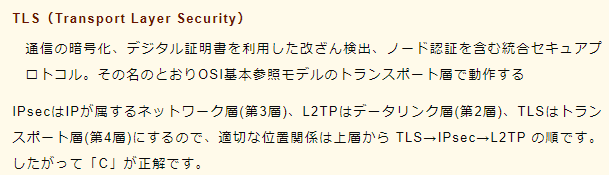 TLS（Transport Layer Security）
通信の暗号化、デジタル証明書を利用した改ざん検出、ノード認証を含む統合セキュアプ
ロトコル。その名のとおりOSI基本参照モデルのトランスポート層で動作する
IPsecはIPが属するネットワーク層(第3層)、L2TPはデータリンク層(第2層)、TLSはトラン
スポート層(第4層)にするので、適切な位置関係は上層から TLS→IPsec→L2TP の順です。
したがって「C」が正解です。